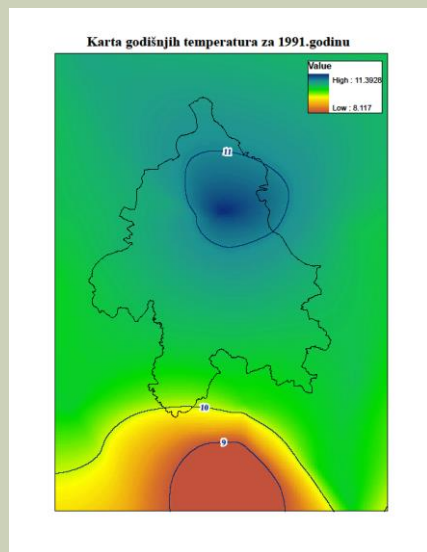 Karta godišnjih temperatura za 1991.godinu
Value
High : 11.3928
Low : 8.117
11
10
9